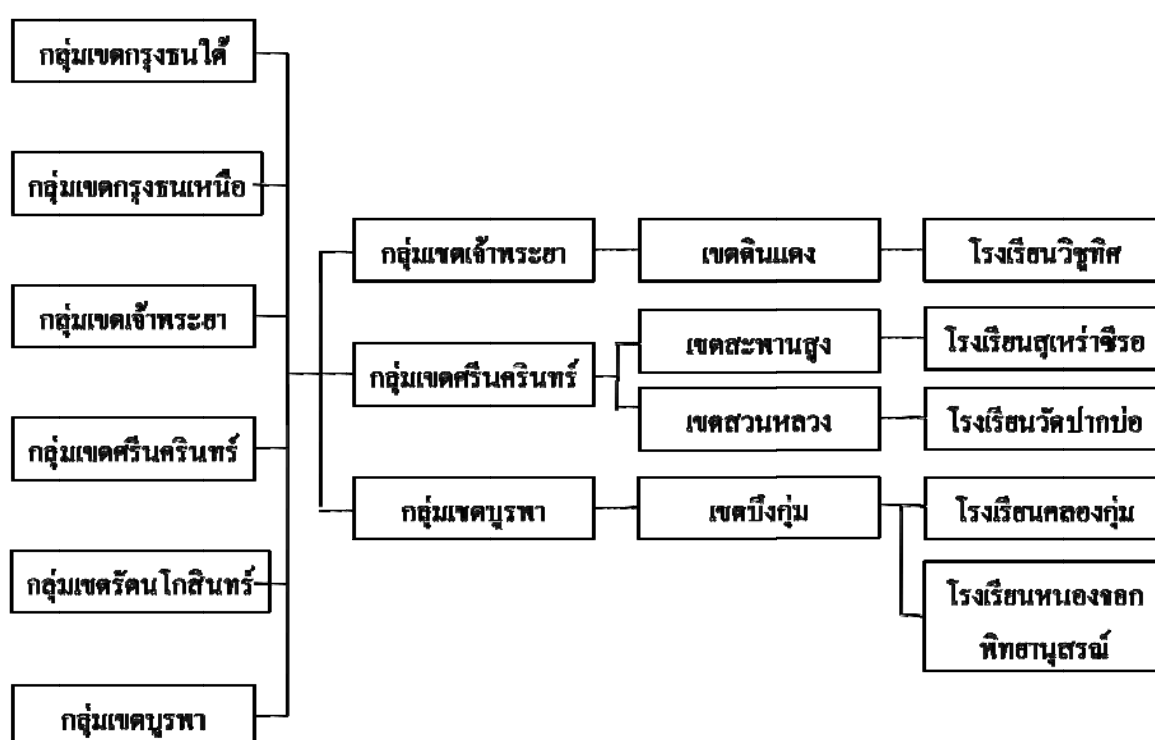 กลุ่มเขตกรุงธนใต้
กลุ่มเขตกรุงธนเหนือ
กลุ่มเขตเจ้าพระยา
กลุ่มเขตศรีนครินทร์
กลุ่มเขตรัตนโกสินทร์
กลุ่มเขตบูรพา
กลุ่มเขตเจ้าพระยา
เขตดินแดง
โรงเรียนวิชูทิศ
กลุ่มเขตศรีนครินทร์
เขตสะพานสูง
โรงเรียนสุเหร่าซีรอ
เขตสวนหลวง
โรงเรียนวัดปากบ่อ
กลุ่มเขตบูรพา
เขตบึงกุ่ม
โรงเรียนคลองกุ่ม
โรงเรียนหนองจอก
พิทยานุสรณ์